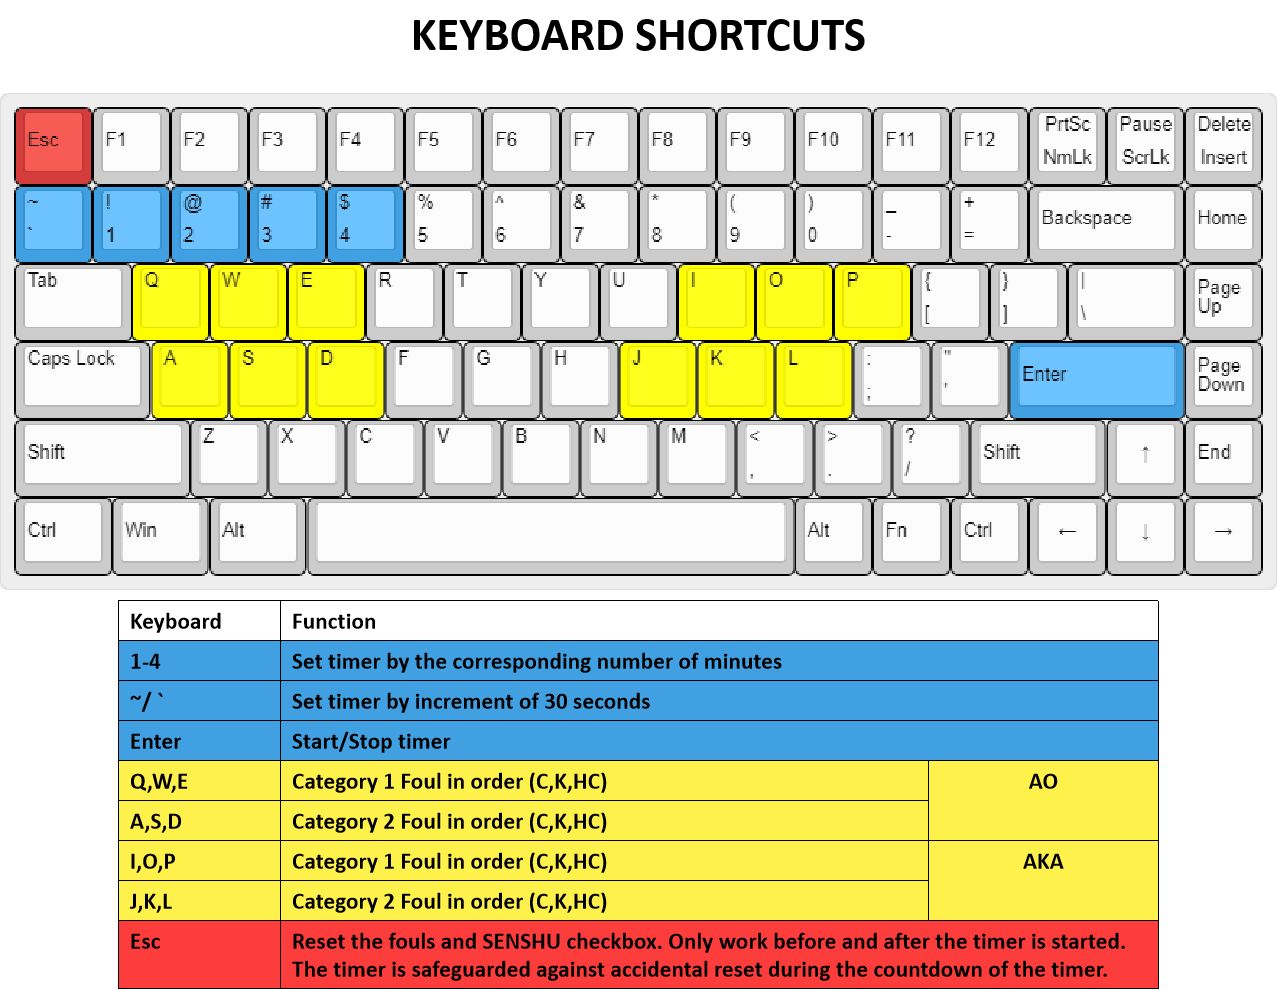 KEYBOARD SHORTCUTS
Esc F1 F2 F3 F4 F5 F6 F7 F8 F9 F10 F11 F12 PrtSc Pause Delete
NmLk ScrLk Insert
~ ! @ # $ % ^ & * ( ) _ + Backspace Home
` 1 2 3 4 5 6 7 8 9 0 - =
Tab Q W E R T Y U I O P { } | Page Up
[ ] \
Caps Lock A S D F G H J K L : " Enter Page Down
; '
Shift Z X C V B N M < > ? Shift ↑ End
, . /
Ctrl Win Alt Alt Fn Ctrl ← ↓ →
Keyboard Function
1-4 Set timer by the corresponding number of minutes
~/ ` Set timer by increment of 30 seconds
Enter Start/Stop timer
Q,W,E Category 1 Foul in order (C,K,HC) AO
A,S,D Category 2 Foul in order (C,K,HC)
I,O,P Category 1 Foul in order (C,K,HC) AKA
J,K,L Category 2 Foul in order (C,K,HC)
Esc Reset the fouls and SENSHU checkbox. Only work before and after the timer is started.
The timer is safeguarded against accidental reset during the countdown of the timer.